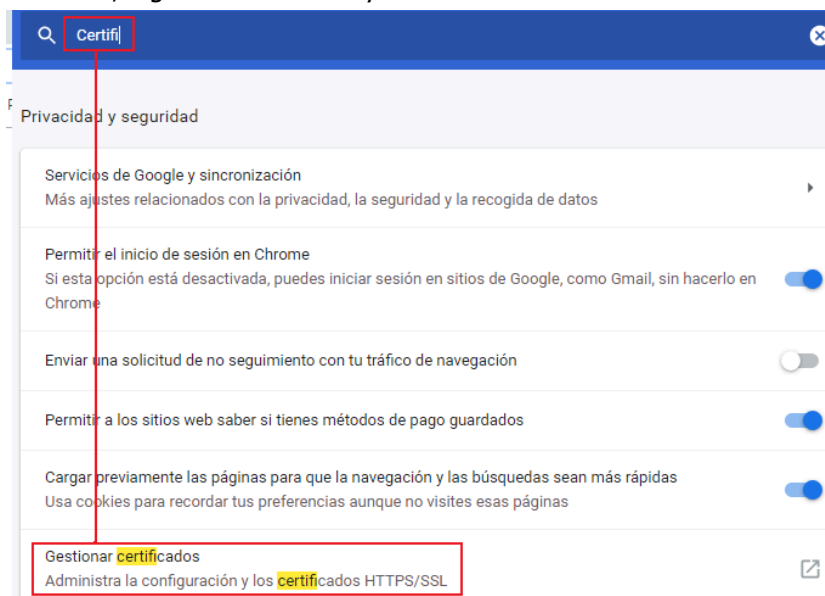 Certifi
Privacidad y seguridad
Servicios de Google y sincronización
Más ajustes relacionados con la privacidad, la seguridad y la recogida de datos
Permitir el inicio de sesión en Chrome
Si esta opción está desactivada, puedes iniciar sesión en sitios de Google, como Gmail, sin hacerlo en
Chrome
Enviar una solicitud de no seguimiento con tu tráfico de navegación
Permitir a los sitios web saber si tienes métodos de pago guardados
Cargar previamente las páginas para que la navegación y las búsquedas sean más rápidas
Usa cookies para recordar tus preferencias aunque no visites esas páginas
Gestionar certificados
Administra la configuración y los certificados HTTPS/SSL